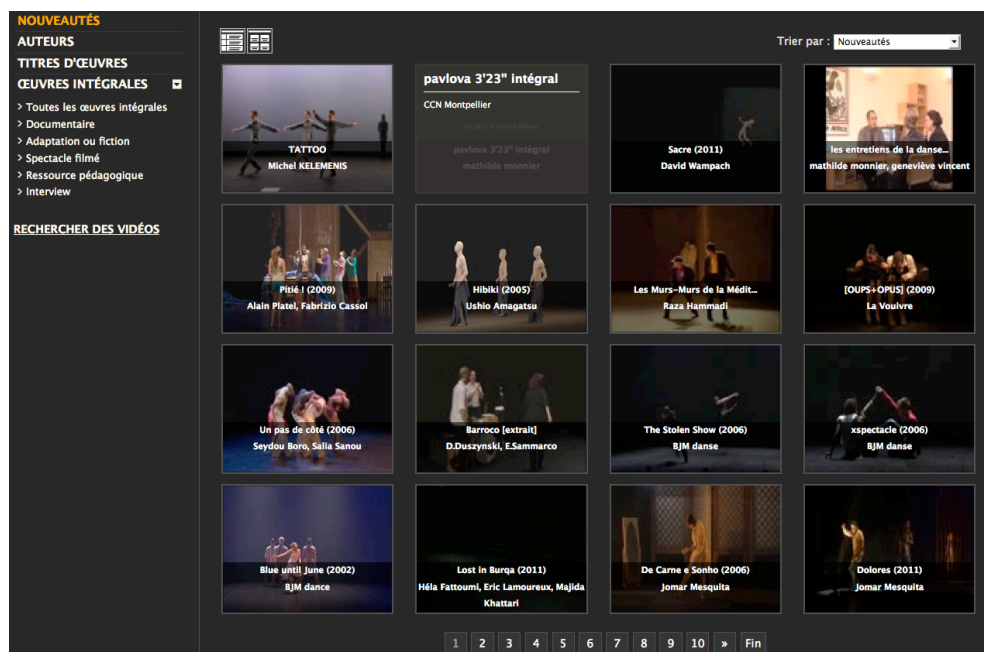 NOUVEAUTÉS
AUTEURS
TITRES D'ŒUVRES
ŒUVRES INTÉGRALES
> Toutes les œuvres intégrales
> Documentaire
> Adaptation ou fiction
> Spectacle filmé
> Ressource pédagogique
> Interview
RECHERCHER DES VIDÉOS
Trier par : Nouveautés
TATTOO
Michel KELEMENIS
pavlova 3'23" intégral
CCN Montpellier
pavlova 3'23" intégral
mathilde monnier
Sacre (2011)
David Wampach
les entretiens de la danse...
mathilde monnier, geneviève vincent
Pitié ! (2009)
Alain Platel, Fabrizio Cassol
Hibiki (2005)
Ushio Amagatsu
Les Murs-Murs de la Médit...
Raza Hammadi
[OUPS+OPUS] (2009)
La Vouivre
Un pas de côté (2006)
Seydou Boro, Salia Sanou
Barroco [extrait]
D.Duszynski, E.Sammarco
The Stolen Show (2006)
BJM danse
xspectacle (2006)
BJM danse
Blue until June (2002)
BJM dance
Lost in Burqa (2011)
Héla Fattoumi, Eric Lamoureux, Majida
Khattari
De Carne e Sonho (2006)
Jomar Mesquita
Dolores (2011)
Jomar Mesquita
1 2 3 4 5 6 7 8 9 10 » Fin